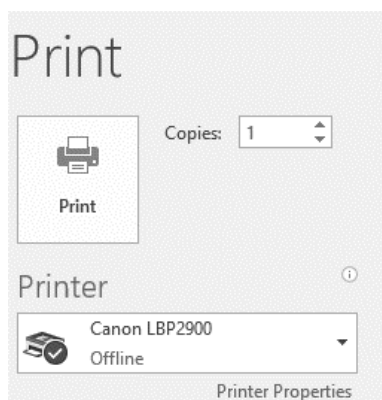 Print
Copies: 1
Print
Printer
Canon LBP2900
Offline
Printer Properties